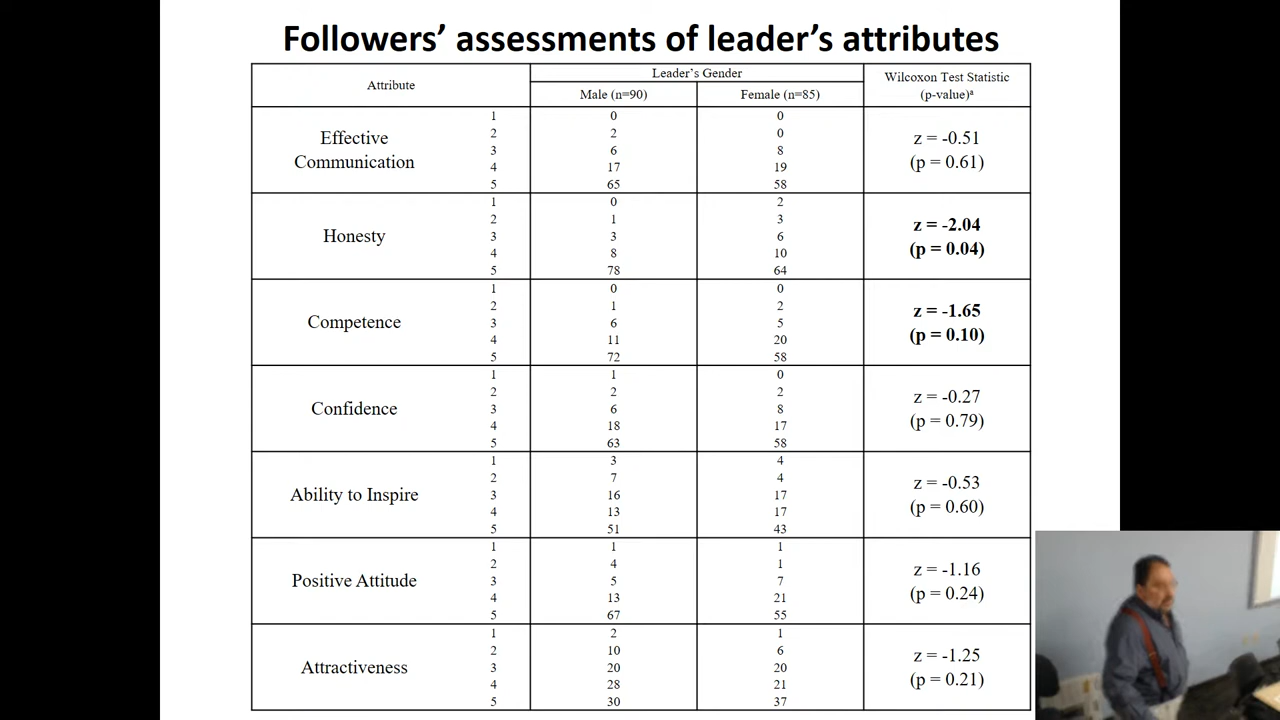 Followers’ assessments of leader’s attributes
Attribute
Leader’s Gender
Wilcoxon Test Statistic
(p-value)ª
Male (n=90)
Female (n=85)
Effective
Communication
1 0 0
2 2 0
3 6 8
4 17 19
5 65 58
z = -0.51
(p = 0.61)
Honesty
1 0 2
2 1 3
3 3 6
4 8 10
5 78 64
z = -2.04
(p = 0.04)
Competence
1 0 0
2 1 2
3 6 5
4 11 20
5 72 58
z = -1.65
(p = 0.10)
Confidence
1 1 0
2 2 2
3 6 8
4 18 17
5 63 58
z = -0.27
(p = 0.79)
Ability to Inspire
1 3 4
2 7 4
3 16 17
4 13 17
5 51 43
z = -0.53
(p = 0.60)
Positive Attitude
1 1 1
2 4 1
3 5 7
4 13 21
5 67 55
z = -1.16
(p = 0.24)
Attractiveness
1 2 1
2 10 6
3 20 20
4 28 21
5 30 37
z = -1.25
(p = 0.21)